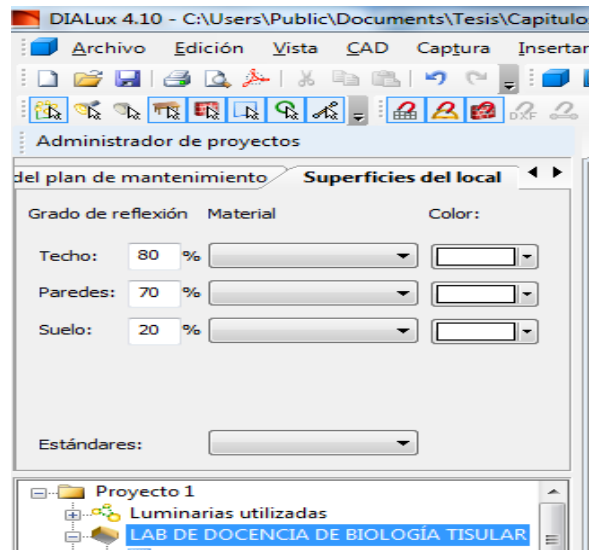 DIALux 4.10 - C:\Users\Public\Documents\Tesis\Capitulo
Archivo Edición Vista CAD Captura Insertar
DXF
Administrador de proyectos
del plan de mantenimiento Superficies del local
Grado de reflexión Material Color:
Techo: 80 %
Paredes: 70 %
Suelo: 20 %
Estándares:
Proyecto 1
Luminarias utilizadas
LAB DE DOCENCIA DE BIOLOGÍA TISULAR